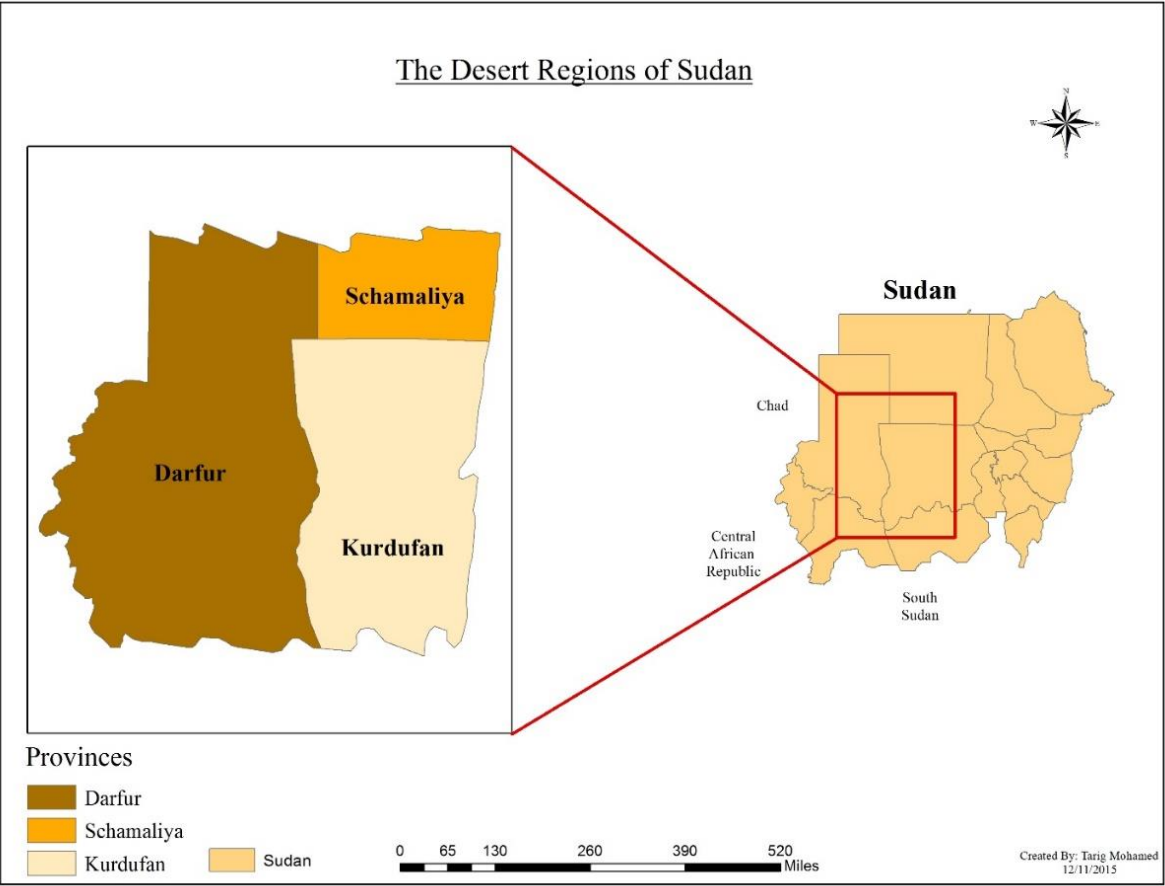 The Desert Regions of Sudan
N
W
E
S
Schamaliya
Darfur
Kurdufan
Sudan
Chad
Central
African
Republic
South
Sudan
Provinces
Darfur
Schamaliya
Kurdufan
Sudan
0 65 130 260 390 520
Miles
Created By: Tarig Mohamed
12/11/2015